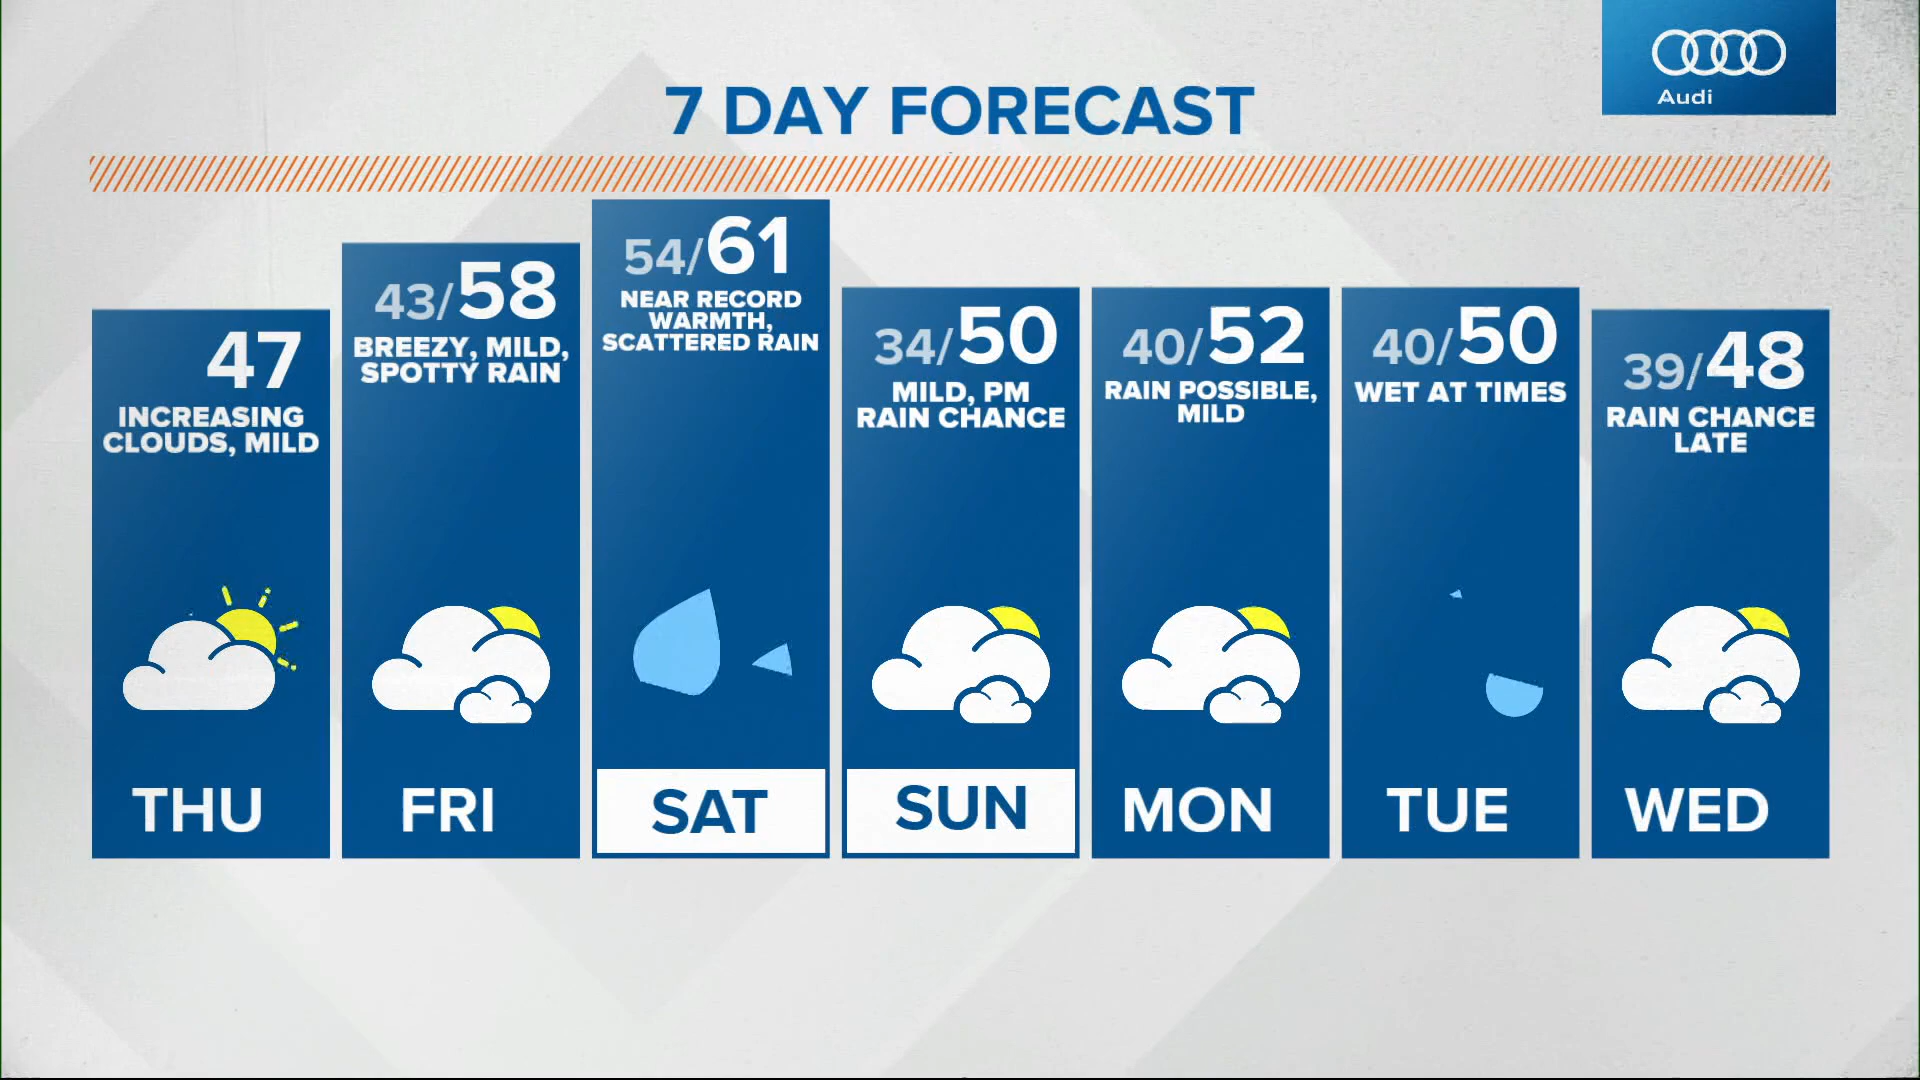 Audi
7 DAY FORECAST
47
INCREASING
CLOUDS, MILD
THU
43/58
BREEZY, MILD,
SPOTTY RAIN
FRI
54/61
NEAR RECORD
WARMTH,
SCATTERED RAIN
SAT
34/50
MILD, PM
RAIN CHANCE
SUN
40/52
RAIN POSSIBLE,
MILD
MON
40/50
WET AT TIMES
TUE
39/48
RAIN CHANCE
LATE
WED